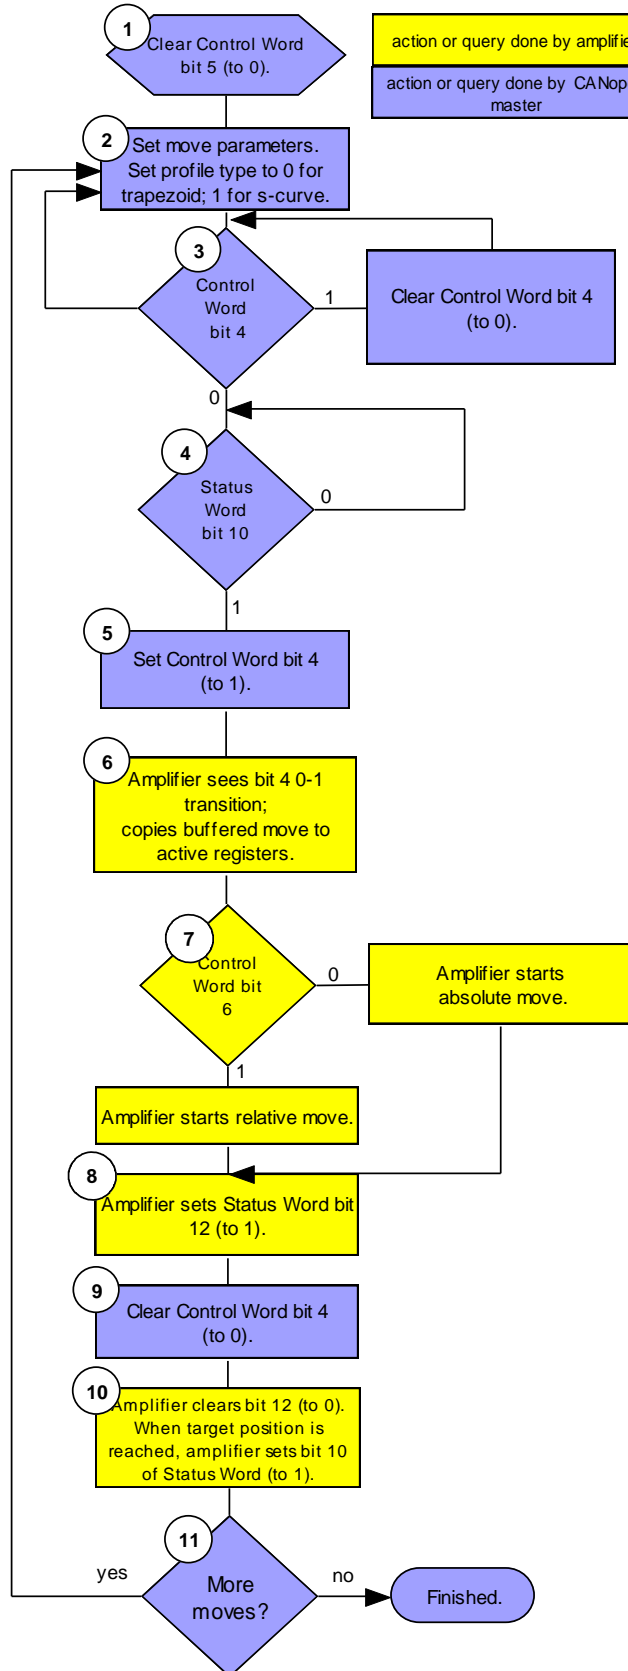 1
Clear Control Word
bit 5 (to 0).
action or query done by amplifie
action or query done by CANop
master
2
Set move parameters.
Set profile type to 0 for
trapezoid; 1 for s-curve.
3
Control
Word
bit 4
1
Clear Control Word bit 4
(to 0).
0
4
Status
Word
bit 10
0
1
5
Set Control Word bit 4
(to 1).
6
Amplifier sees bit 4 0-1
transition;
copies buffered move to
active registers.
7
Control
Word bit
6
0
Amplifier starts
absolute move.
1
Amplifier starts relative move.
8
Amplifier sets Status Word bit
12 (to 1).
9
Clear Control Word bit 4
(to 0).
10
Amplifier clears bit 12 (to 0).
When target position is
reached, amplifier sets bit 10
of Status Word (to 1).
11
yes
More
moves?
no
Finished.